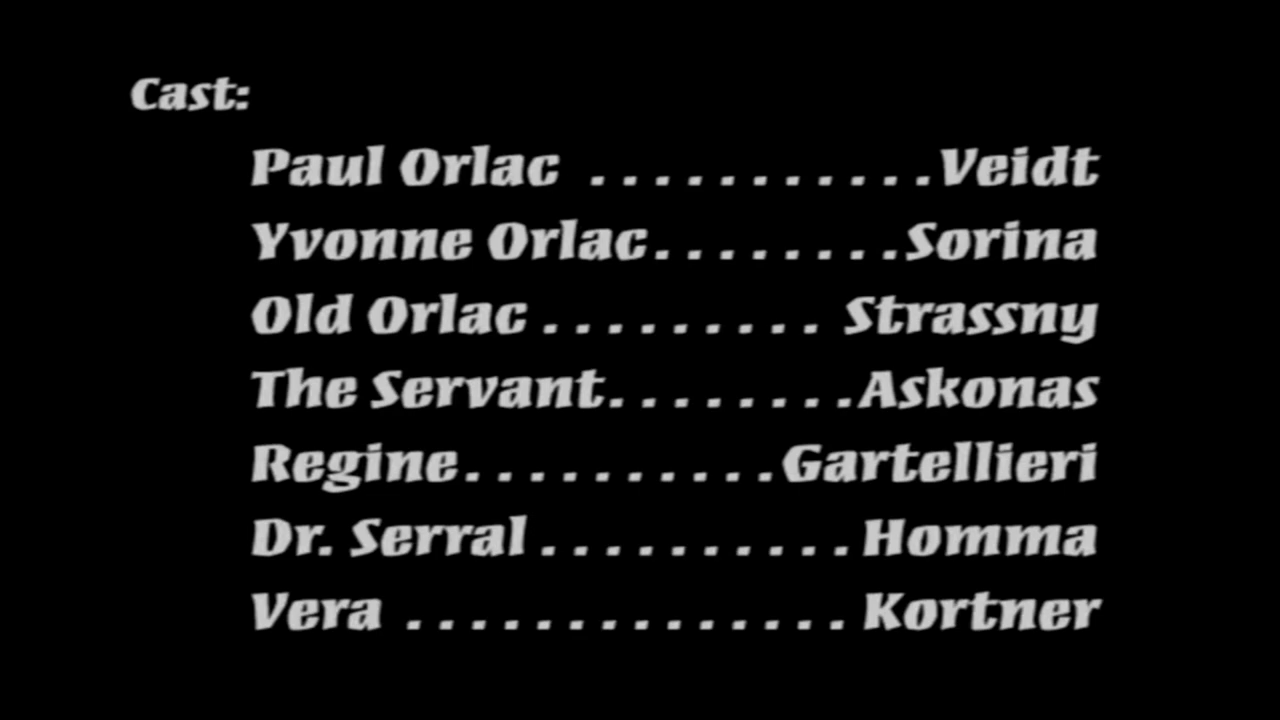 Cast:
Paul Orlac ...........Veidt
Yvonne Orlac........Sorina
Old Orlac ......... Strassny
The Servant........Askonas
Regine..........Gartellieri
Dr. Serral ..........Homma
Vera .............. Kortner